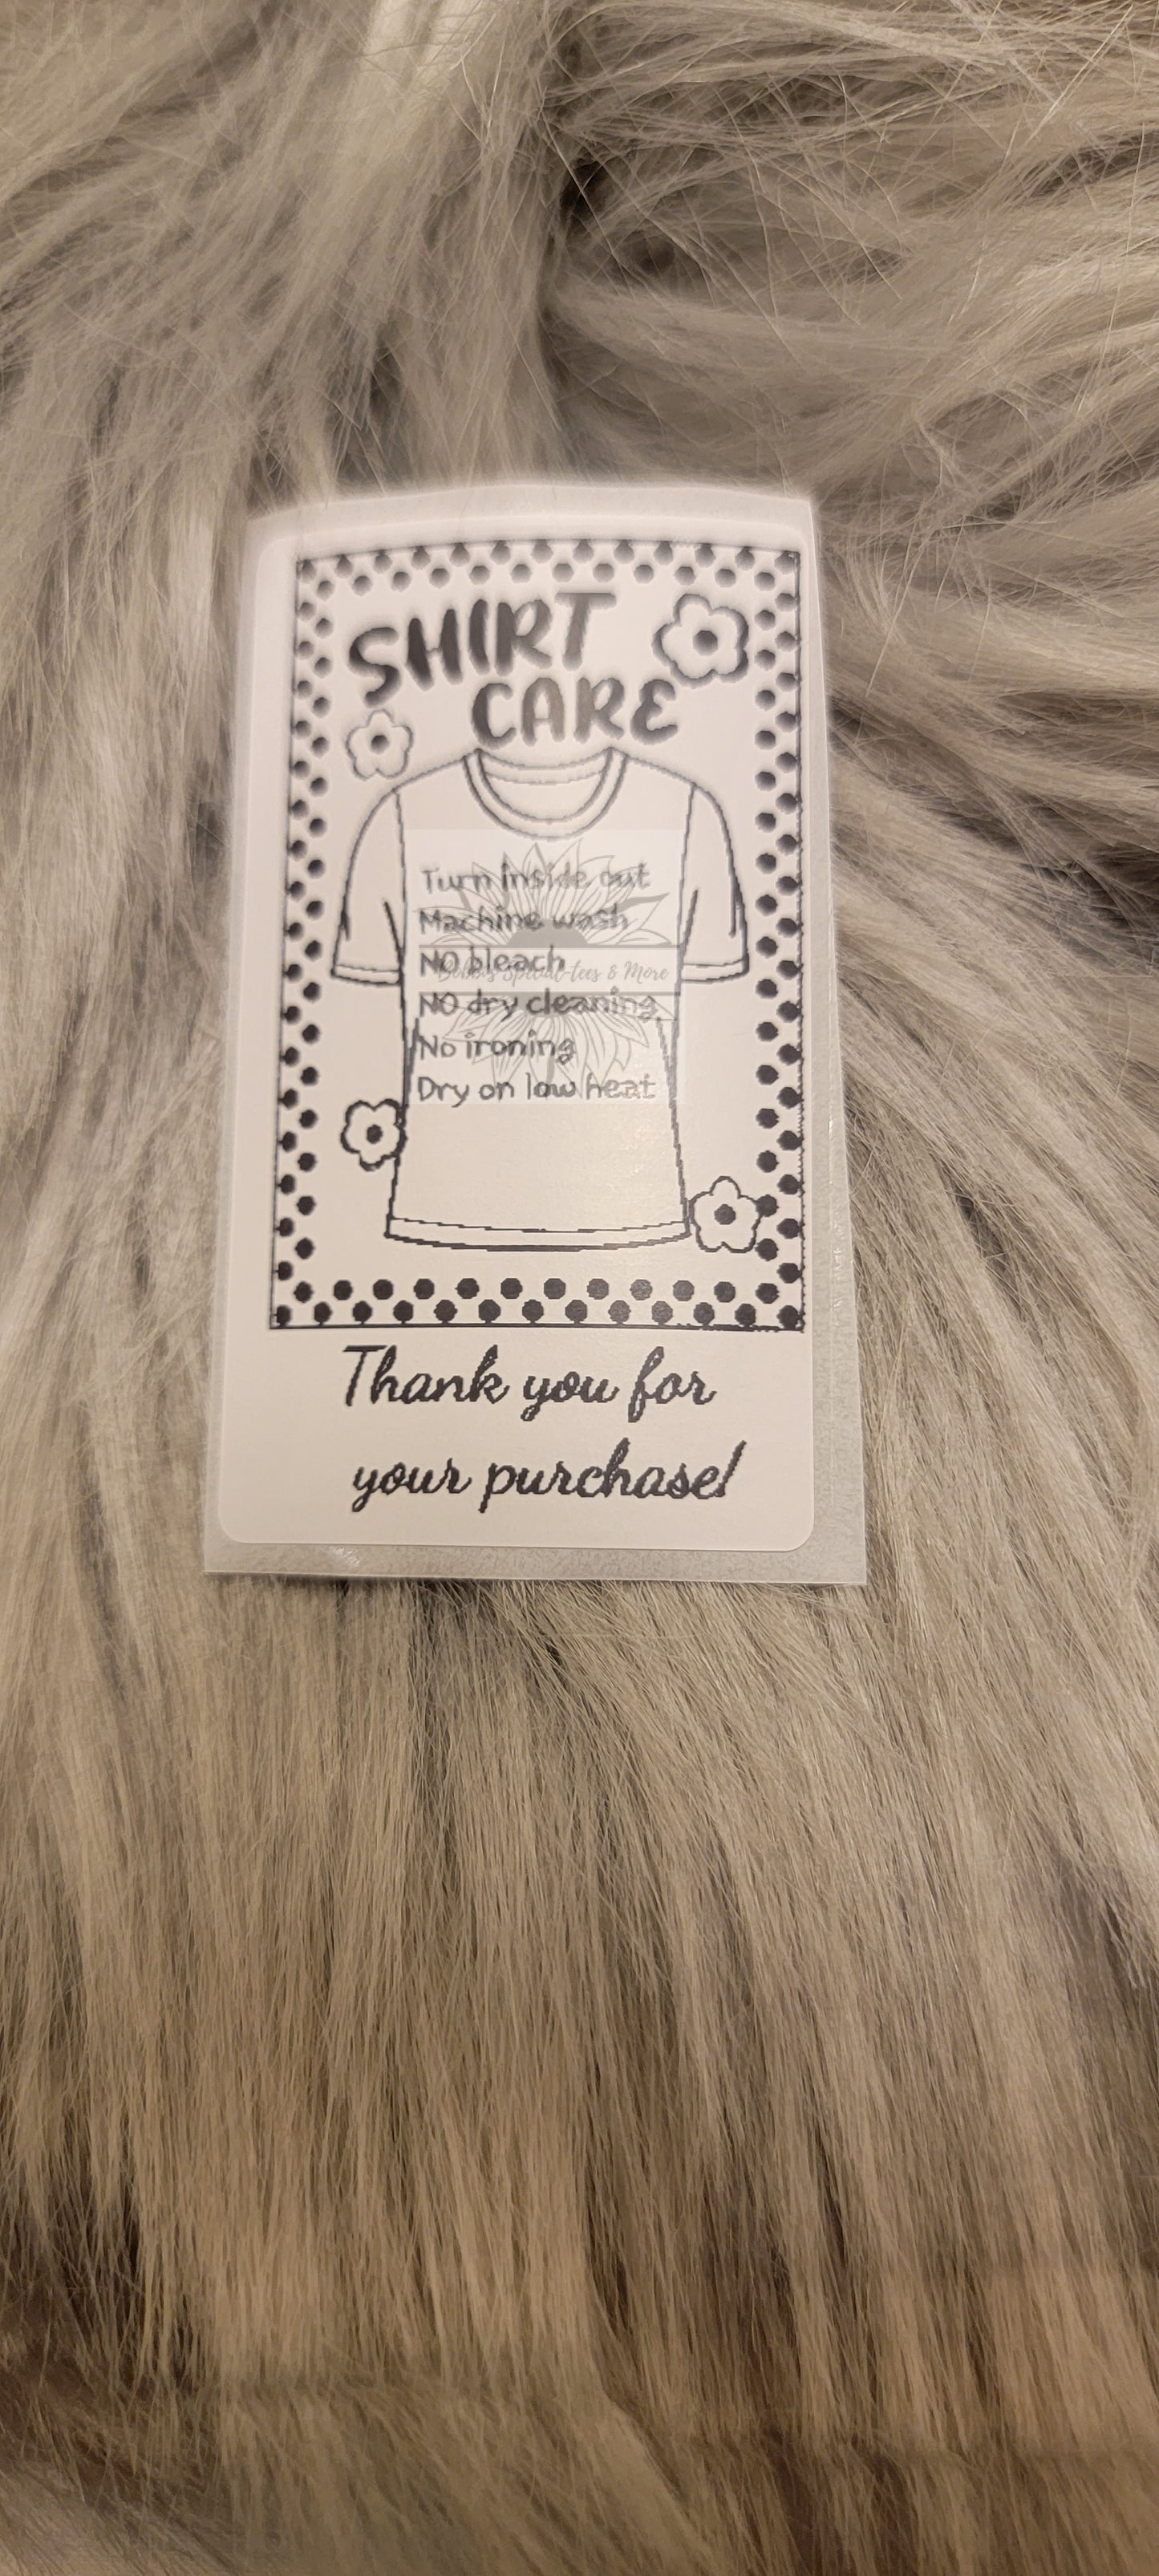 SHIRT
CARE
Turn inside out
Machine wash
NO bleach
NO dry cleaning
No ironing
Dry on low heat
& More
Thank you for
your purchase!